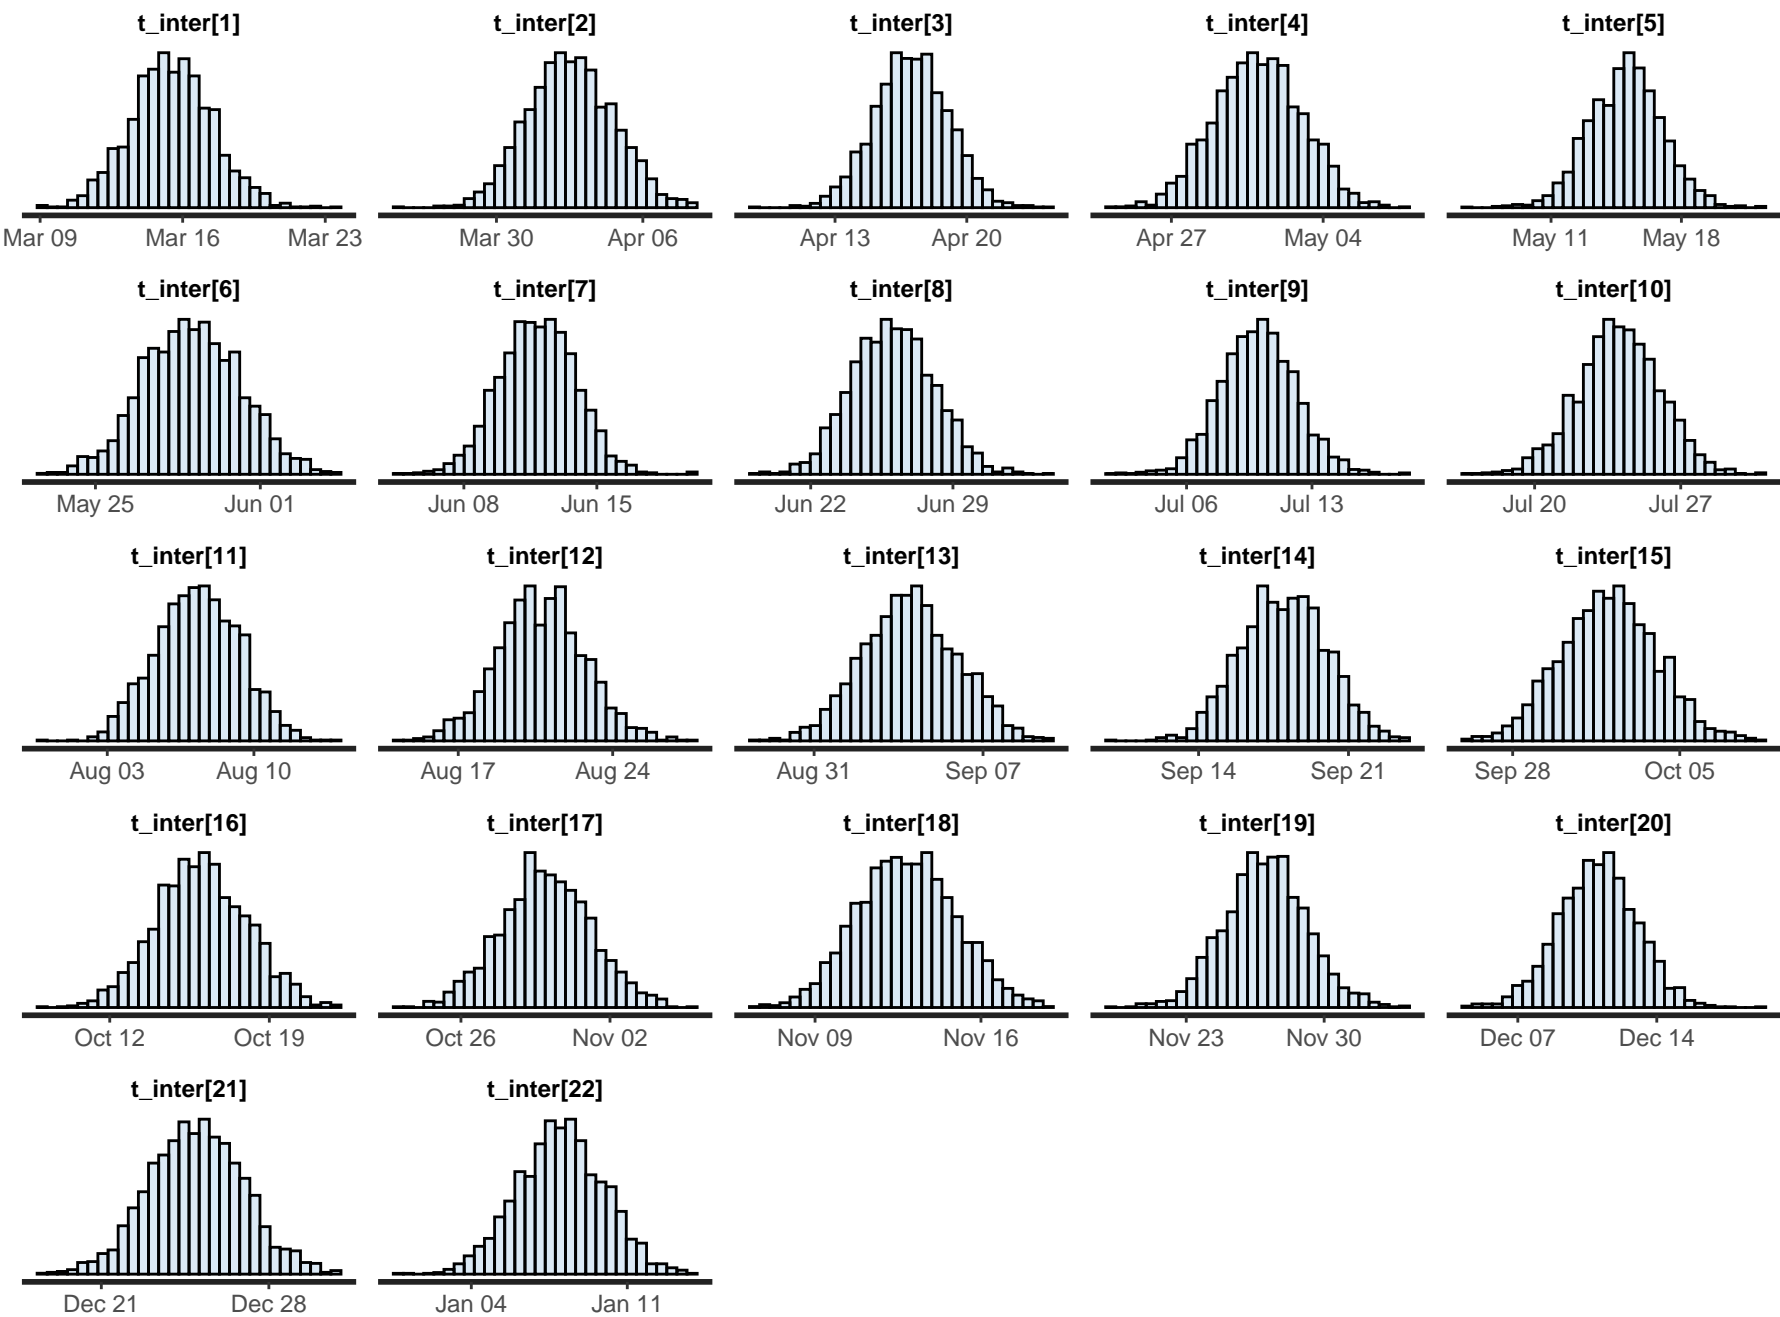 t_inter[1] t_inter[2] t_inter[3] t_inter[4] t_inter[5]
Mar 09 Mar 16 Mar 23 Mar 30 Apr 06 Apr 13 Apr 20 Apr 27 May 04 May 11 May 18
t_inter[6] t_inter[7] t_inter[8] t_inter[9] t_inter[10]
May 25 Jun 01 Jun 08 Jun 15 Jun 22 Jun 29 Jul 06 Jul 13 Jul 20 Jul 27
t_inter[11] t_inter[12] t_inter[13] t_inter[14] t_inter[15]
Aug 03 Aug 10 Aug 17 Aug 24 Aug 31 Sep 07 Sep 14 Sep 21 Sep 28 Oct 05
t_inter[16] t_inter[17] t_inter[18] t_inter[19] t_inter[20]
Oct 12 Oct 19 Oct 26 Nov 02 Nov 09 Nov 16 Nov 23 Nov 30 Dec 07 Dec 14
t_inter[21] t_inter[22]
Dec 21 Dec 28 Jan 04 Jan 11